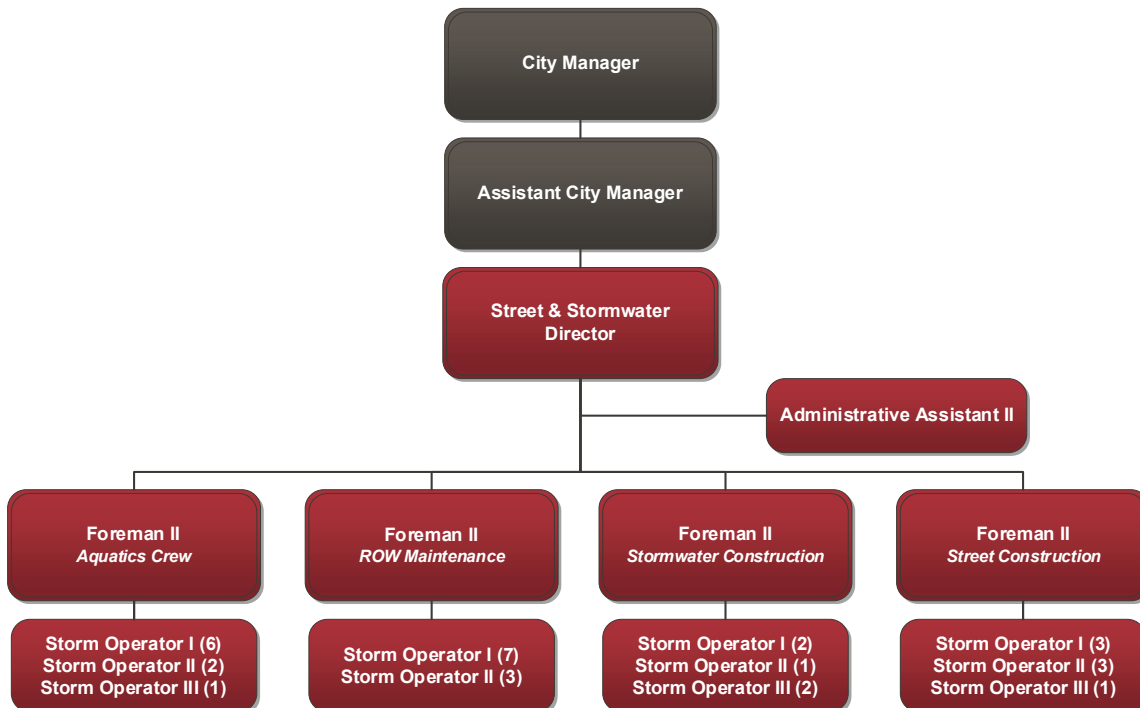 City Manager
Assistant City Manager
Street & Stormwater
Director
Administrative Assistant II
Foreman II
Aquatics Crew
Foreman II
ROW Maintenance
Foreman II
Stormwater Construction
Foreman II
Street Construction
Storm Operator I (6)
Storm Operator II (2)
Storm Operator III (1)
Storm Operator I (7)
Storm Operator II (3)
Storm Operator I (2)
Storm Operator II (1)
Storm Operator III (2)
Storm Operator I (3)
Storm Operator II (3)
Storm Operator III (1)